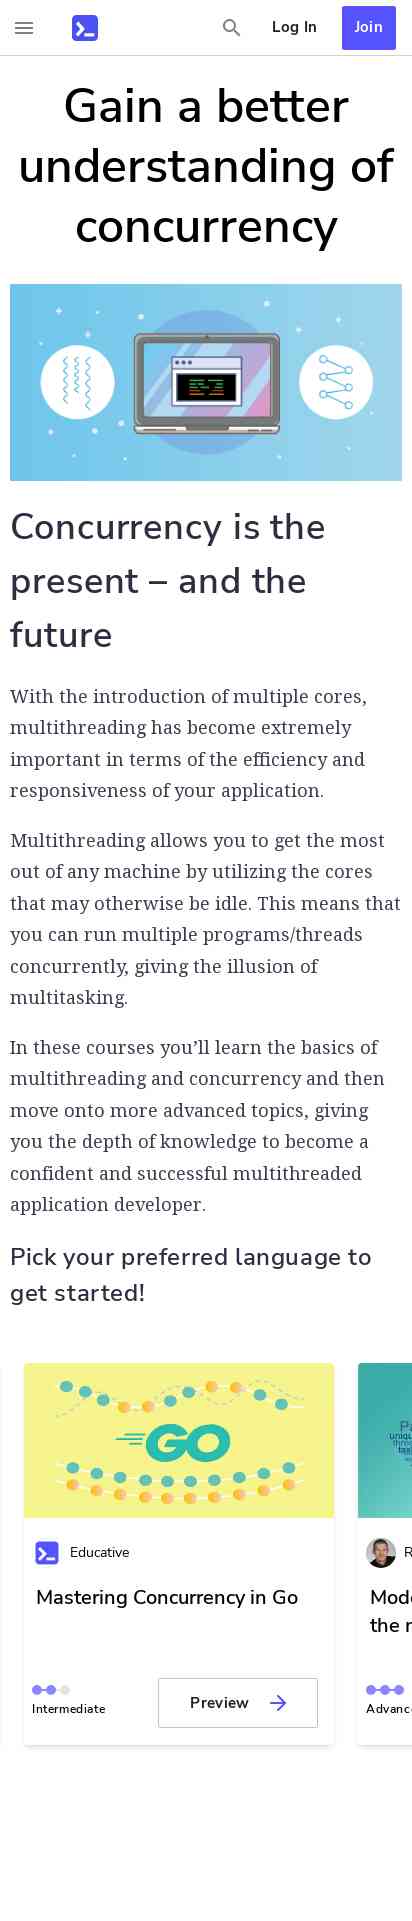 Log In
Join
Gain a better
understanding of
concurrency
Concurrency is the
present – and the
future
With the introduction of multiple cores,
multithreading has become extremely
important in terms of the efficiency and
responsiveness of your application.
Multithreading allows you to get the most
out of any machine by utilizing the cores
that may otherwise be idle. This means that
you can run multiple programs/threads
concurrently, giving the illusion of
multitasking.
In these courses you’ll learn the basics of
multithreading and concurrency and then
move onto more advanced topics, giving
you the depth of knowledge to become a
confident and successful multithreaded
application developer.
Pick your preferred language to
get started!
GO
Educative
Mastering Concurrency in Go
the
Intermediate
Preview